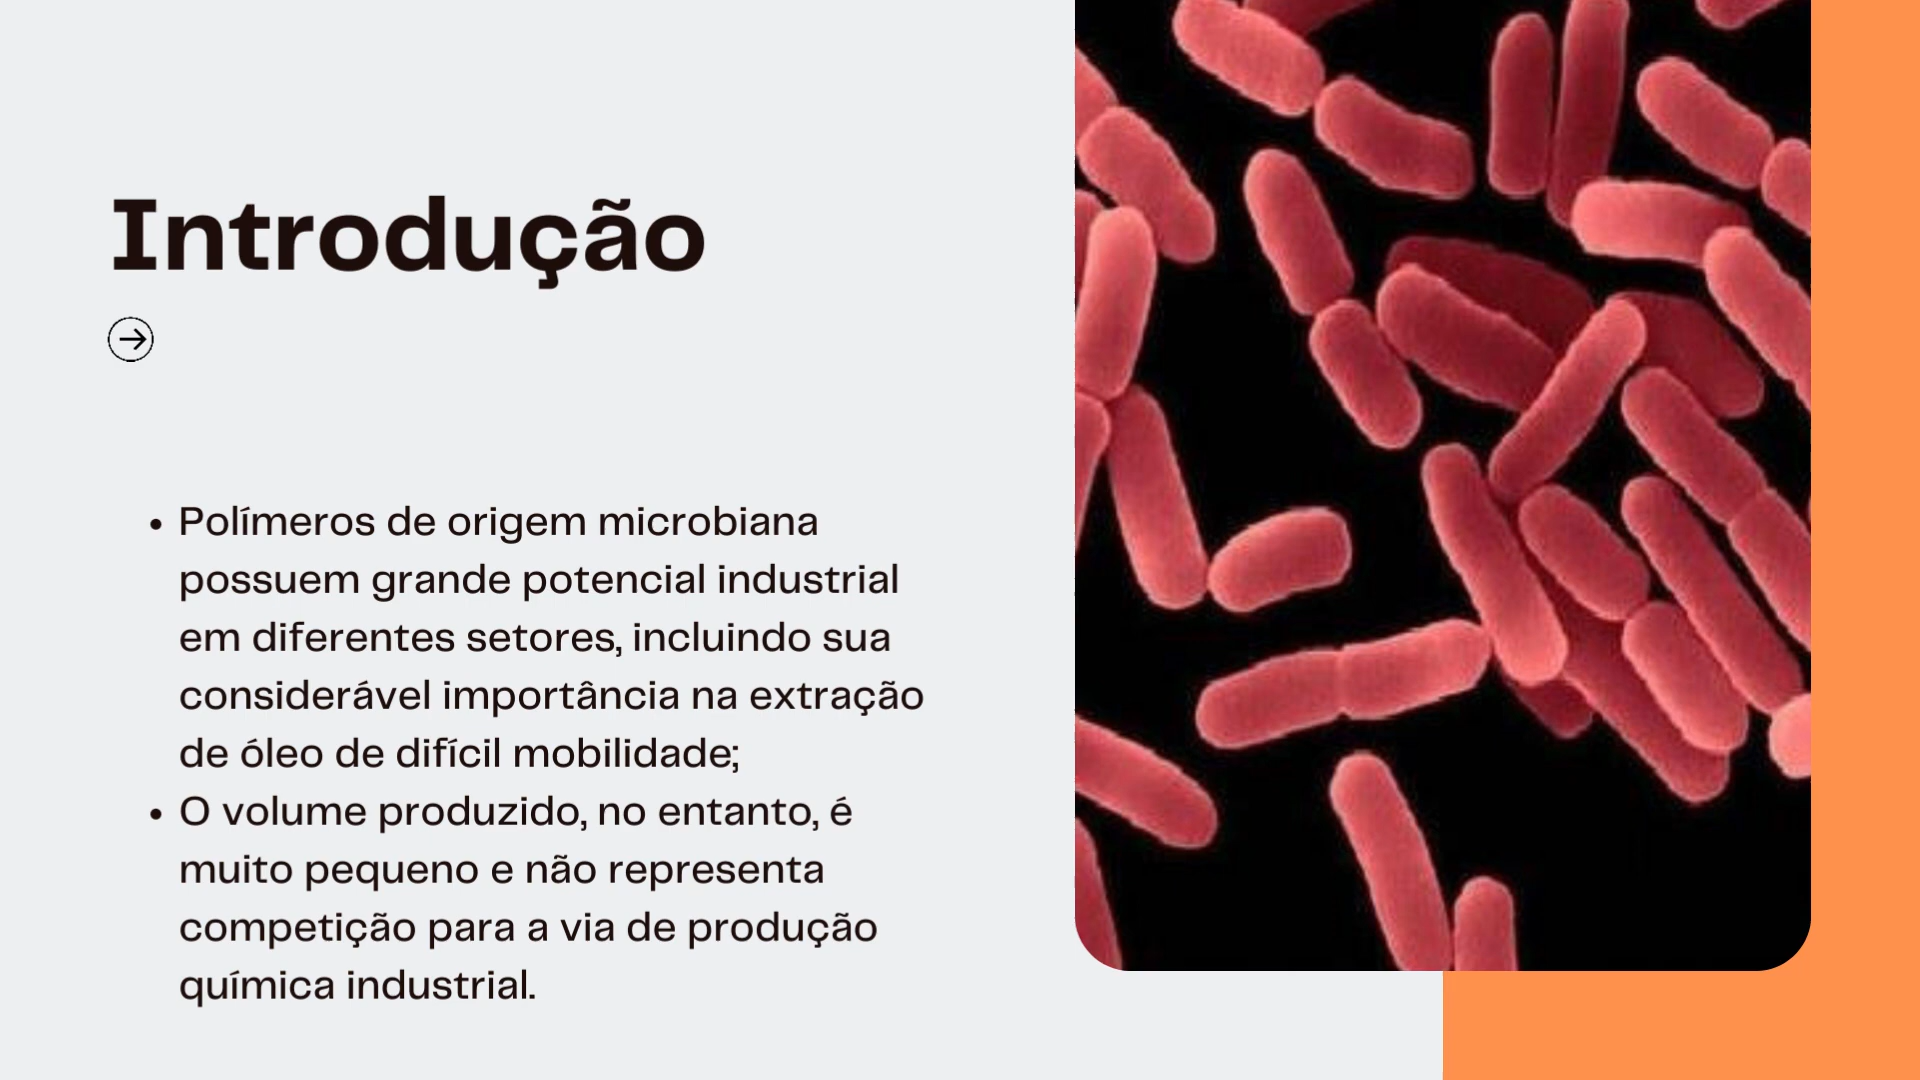 Introdução
• Polímeros de origem microbiana
possuem grande potencial industrial
em diferentes setores, incluindo sua
considerável importância na extração
de óleo de difícil mobilidade;
• O volume produzido, no entanto, é
muito pequeno e não representa
competição para a via de produção
química industrial.